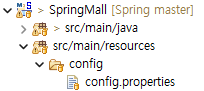 > SpringMall [Spring master]
> src/main/java
> src/main/resources
config
config.properties